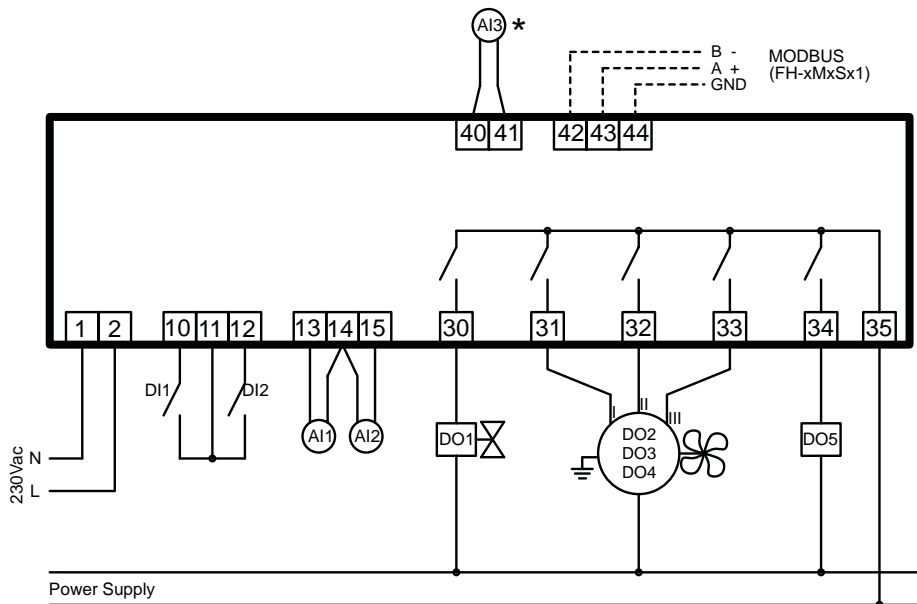 AI3 *
B -
A +
GND
MODBUS
(FH-xMxSx1)
40 41 42 43 44
1 2 10 11 12 13 14 15 30 31 32 33 34 35
DI1 DI2
AI1 AI2
DO1
I II III
DO2
DO3
DO4
DO5
230Vac
N
L
Power Supply